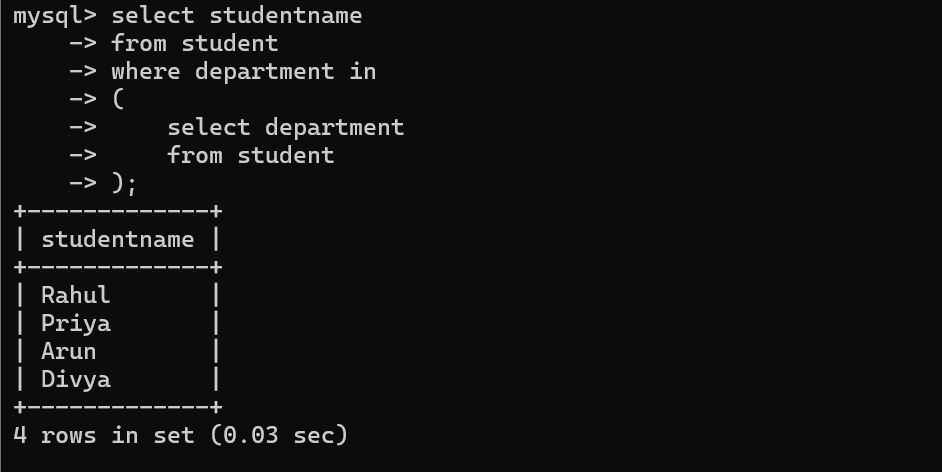 mysql> select studentname
    -> from student
    -> where department in
    -> (
    ->     select department
    ->     from student
    -> );
+-------------+
| studentname |
+-------------+
| Rahul       |
| Priya       |
| Arun        |
| Divya       |
+-------------+
4 rows in set (0.03 sec)